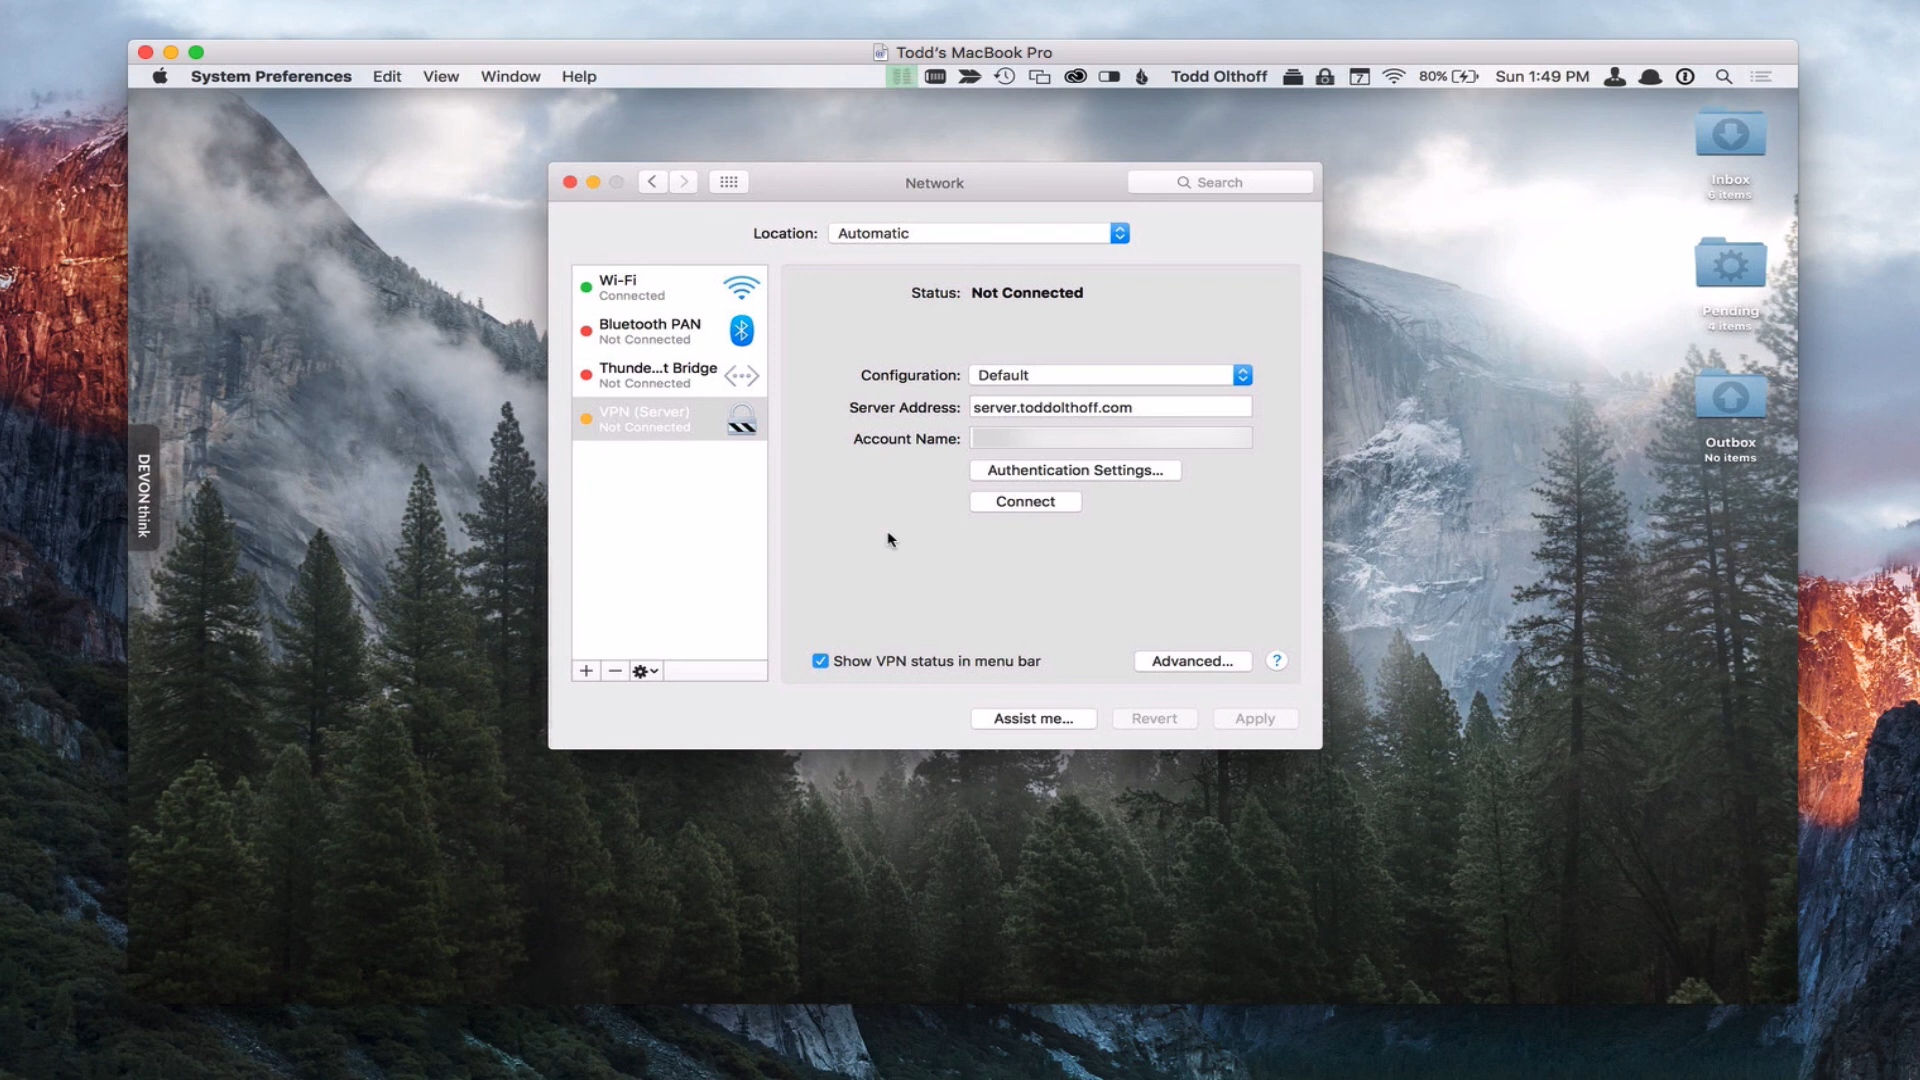 Todd's MacBook Pro
System Preferences Edit View Window Help Todd Olthoff 7 80% Sun 1:49 PM
Inbox
6 items
Pending
4 items
Outbox
No items
DEVONthink
Network
Search
Location: Automatic
Wi-Fi
Connected
Bluetooth PAN
Not Connected
Thunde...t Bridge
Not Connected
VPN (Server)
Not Connected
Status: Not Connected
Configuration: Default
Server Address: server.toddolthoff.com
Account Name:
Authentication Settings...
Connect
Show VPN status in menu bar
Advanced... ?
Assist me... Revert Apply